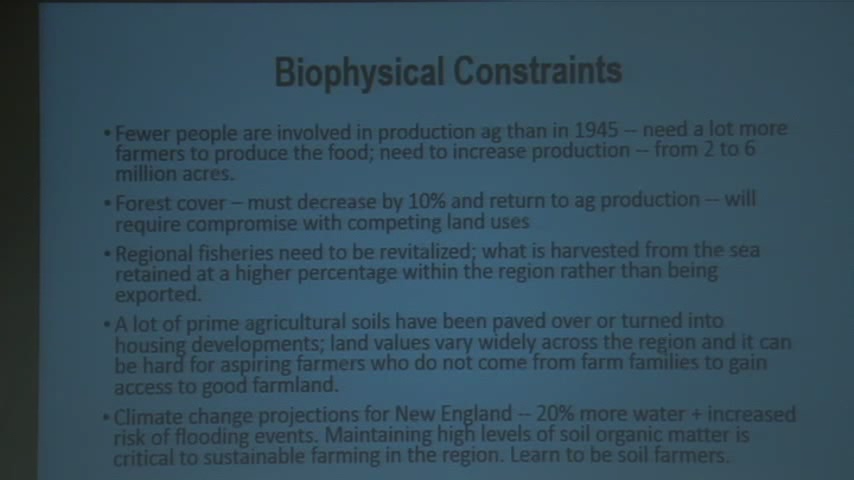 Biophysical Constraints
• Fewer people are involved in production ag than in 1945 -- need a lot more
farmers to produce the food; need to increase production -- from 2 to 6
million acres.
• Forest cover – must decrease by 10% and return to ag production -- will
require compromise with competing land uses
• Regional fisheries need to be revitalized; what is harvested from the sea
retained at a higher percentage within the region rather than being
exported.
• A lot of prime agricultural soils have been paved over or turned into
housing developments; land values vary widely across the region and it can
be hard for aspiring farmers who do not come from farm families to gain
access to good farmland.
• Climate change projections for New England -- 20% more water + increased
risk of flooding events. Maintaining high levels of soil organic matter is
critical to sustainable farming in the region. Learn to be soil farmers.